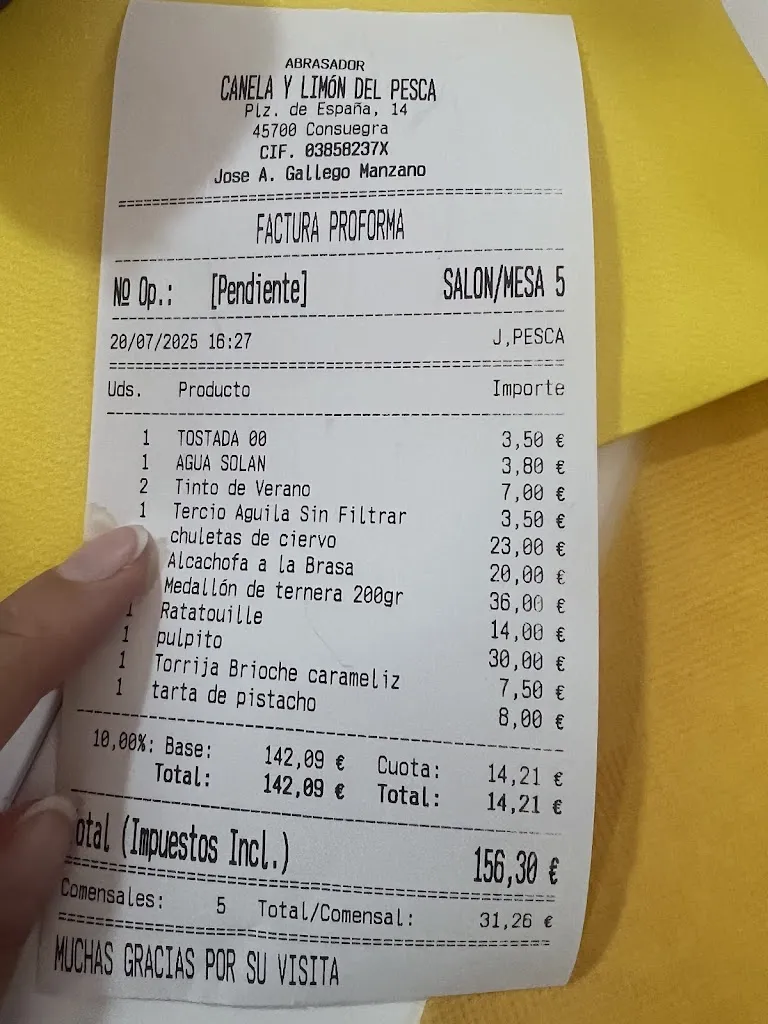 ABRASADOR
CANELA Y LIMÓN DEL PESCA
Plz. de España, 14
45700 Consuegra
CIF. 03858237X
Jose A. Gallego Manzano
FACTURA PROFORMA
Nº Op.: [Pendiente] SALON/MESA 5
20/07/2025 16:27 J,PESCA
Uds. Producto Importe
1 TOSTADA 00 3,50 €
1 AGUA SOLAN 3,80 €
2 Tinto de Verano 7,00 €
1 Tercio Aguila Sin Filtrar 3,50 €
chuletas de ciervo 23,00 €
Alcachofa a la Brasa 20,00 €
Medallón de ternera 200gr 36,00 €
1 Ratatouille 14,00 €
1 pulpito 30,00 €
1 Torrija Brioche carameliz 7,50 €
1 tarta de pistacho 8,00 €
10,00%: Base: 142,09 € Cuota: 14,21 €
Total: 142,09 € Total: 14,21 €
otal (Impuestos Incl.) 156,30 €
Comensales: 5 Total/Comensal: 31,26 €
MUCHAS GRACIAS POR SU VISITA